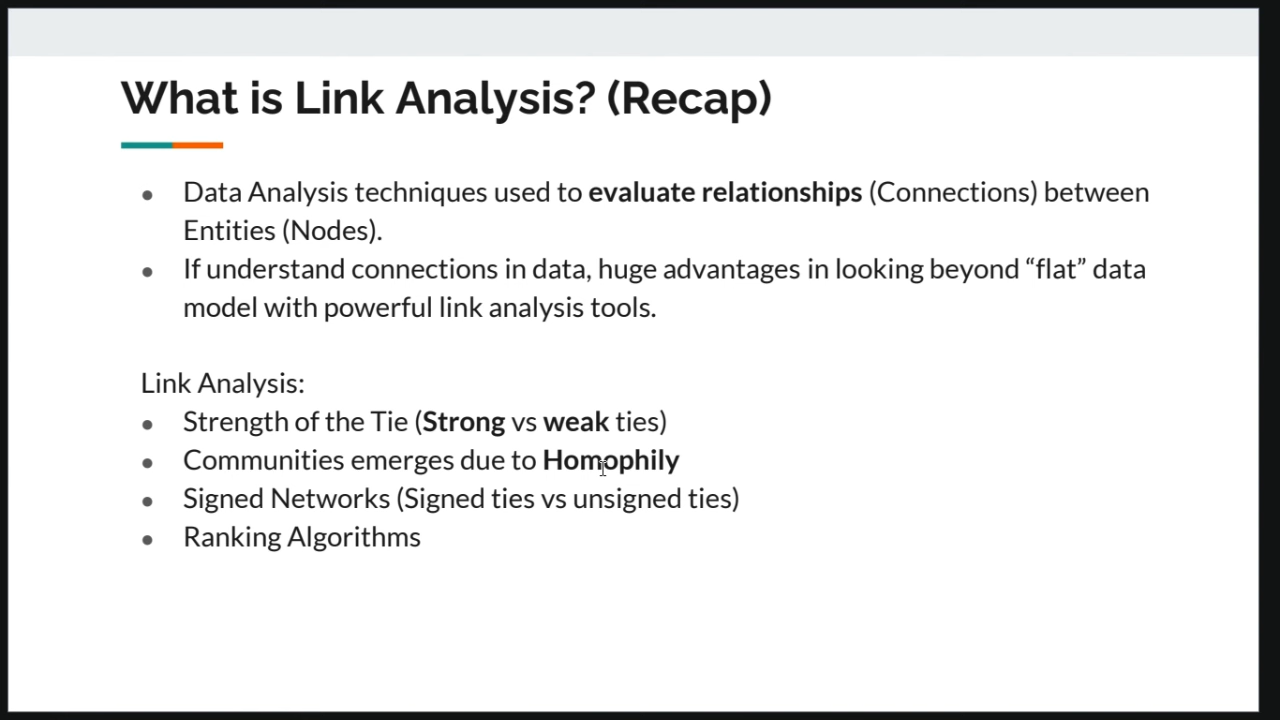 What is Link Analysis? (Recap)
● Data Analysis techniques used to evaluate relationships (Connections) between
Entities (Nodes).
● If understand connections in data, huge advantages in looking beyond “flat” data
model with powerful link analysis tools.
Link Analysis:
● Strength of the Tie (Strong vs weak ties)
● Communities emerges due to Homophily
● Signed Networks (Signed ties vs unsigned ties)
● Ranking Algorithms